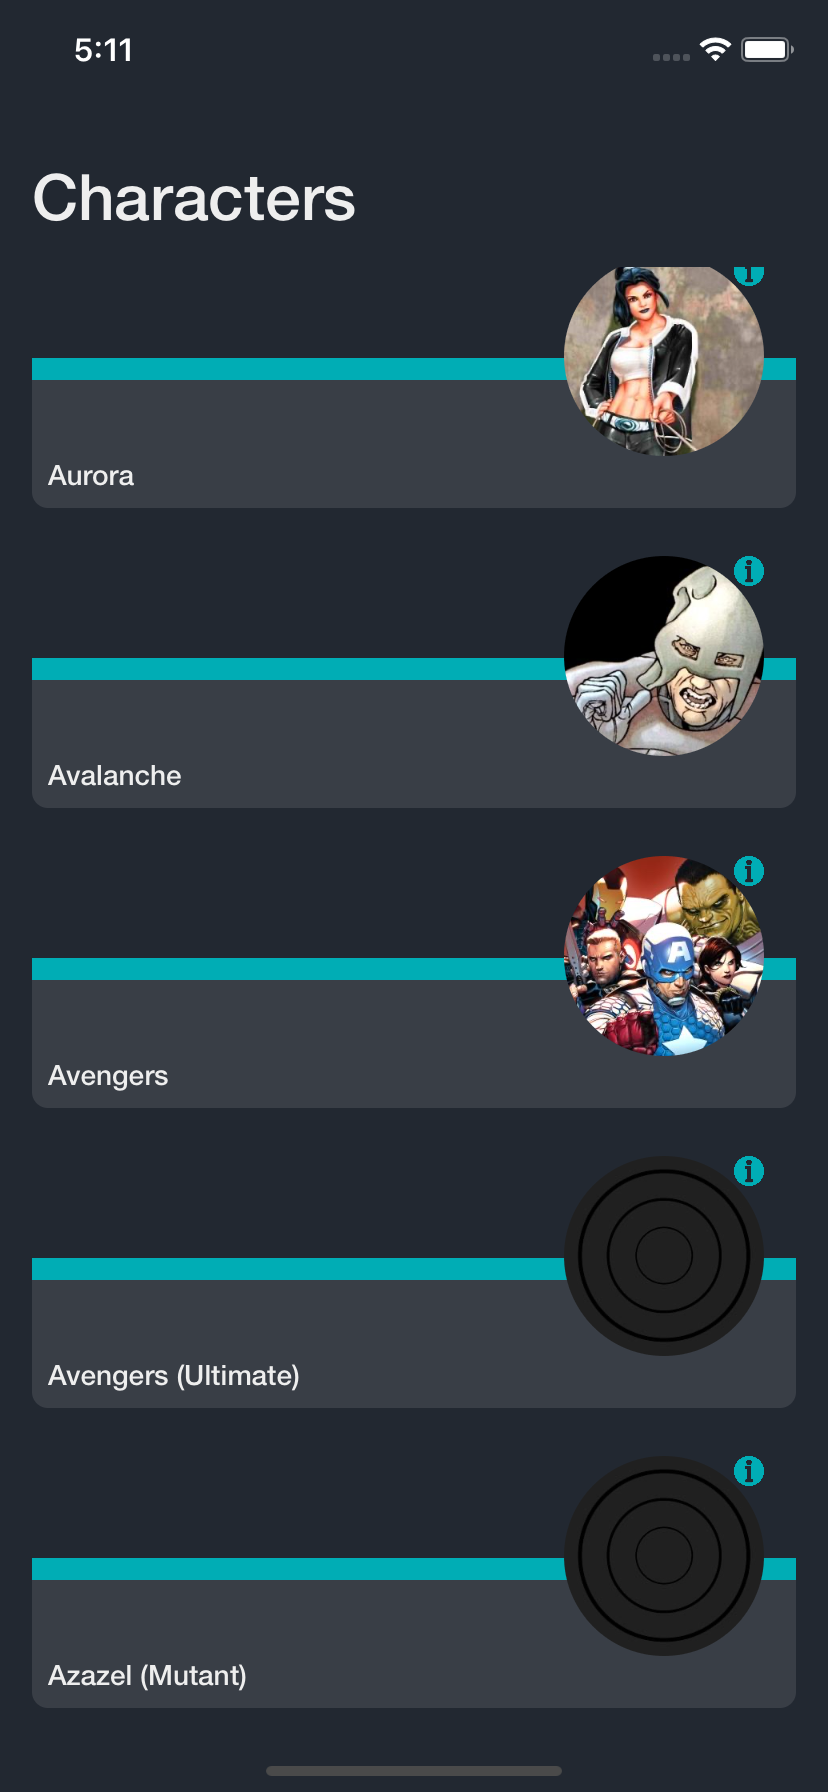 5:11
Characters
Aurora
Avalanche
A
Avengers
Avengers (Ultimate)
Azazel (Mutant)